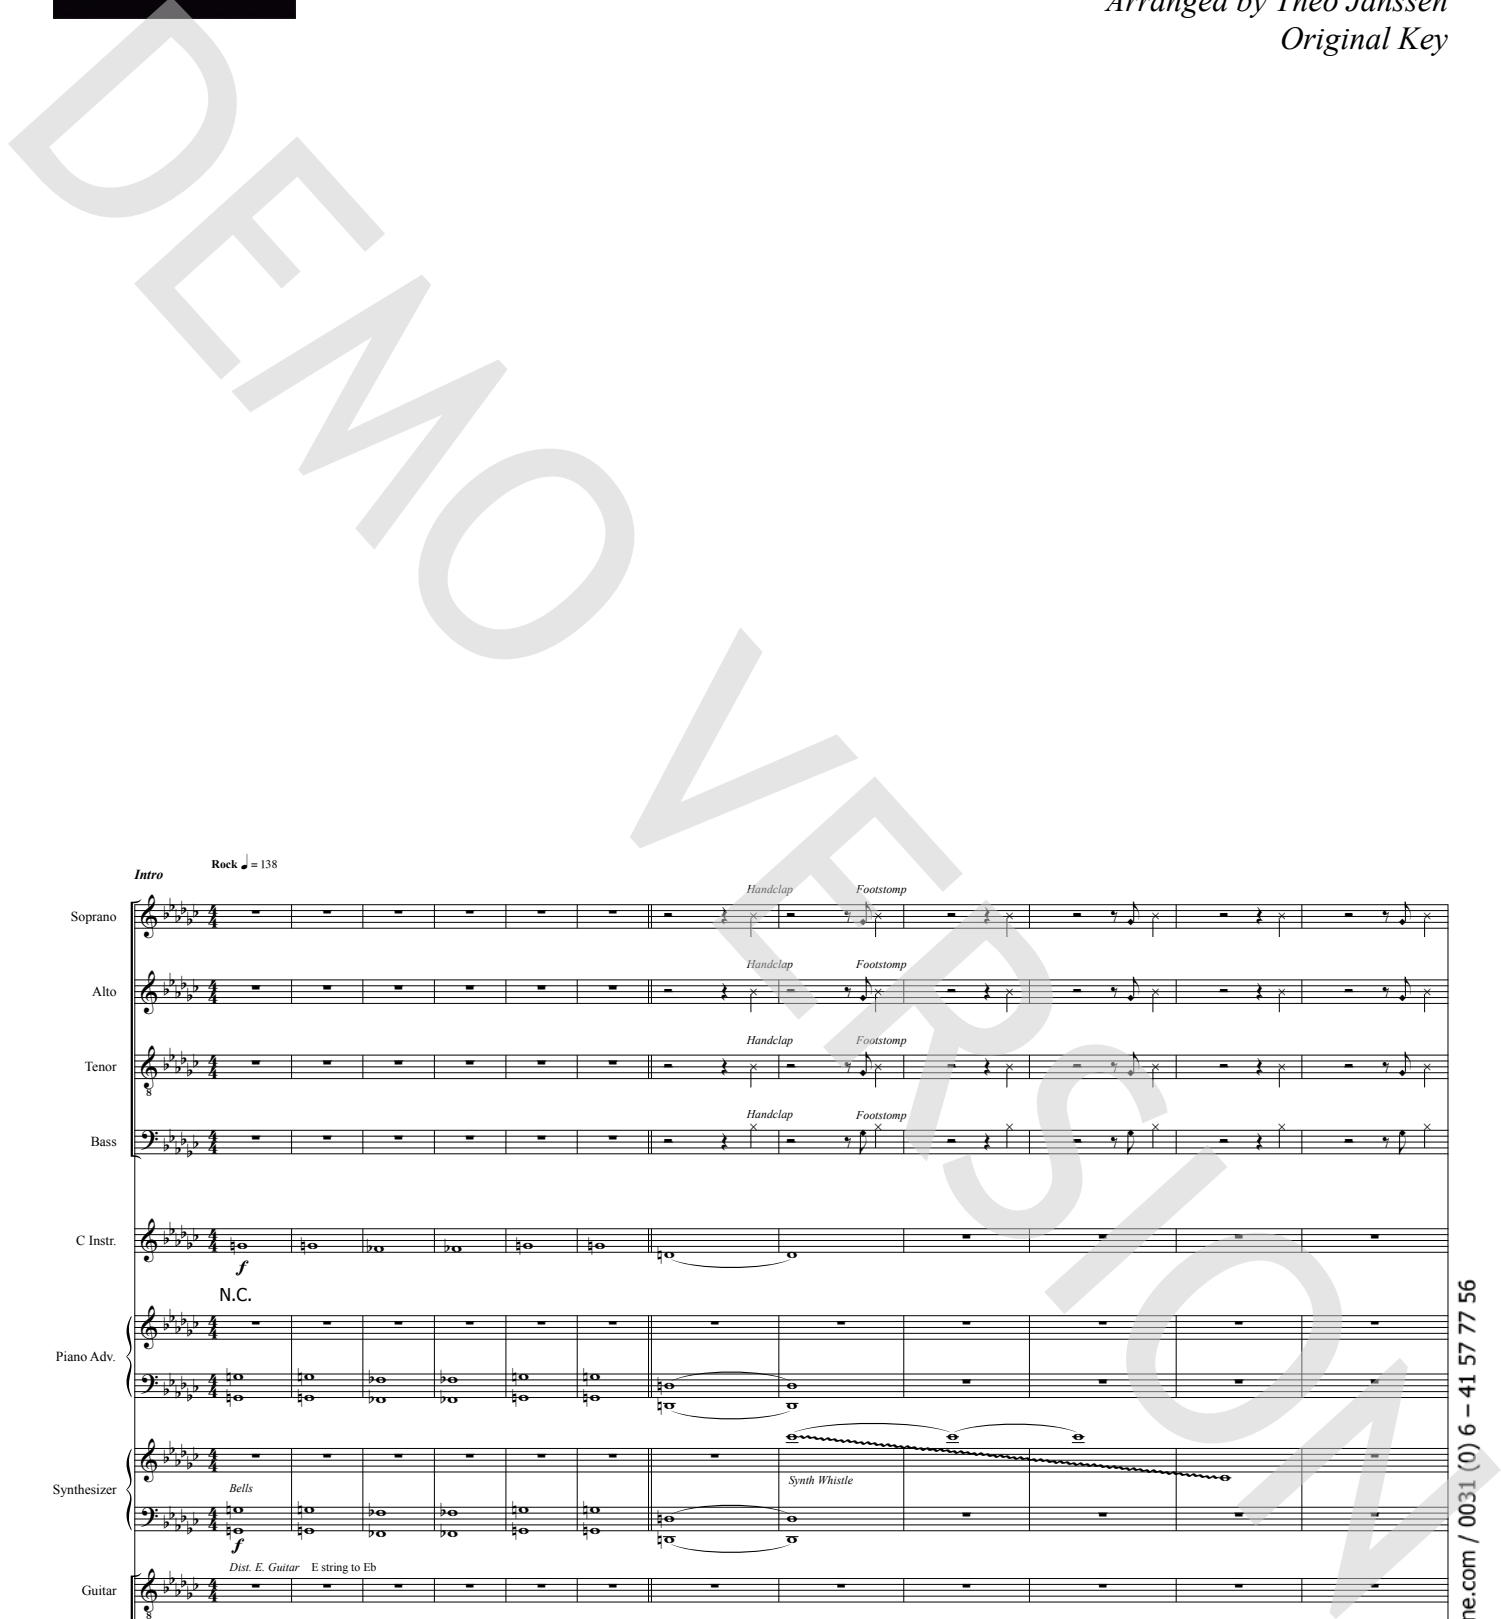 Arranged by Theo Janssen
Original Key
DEMO VERSION
Rock ♩ = 138
Intro
Handclap Footstomp
Soprano
Handclap Footstomp
Alto
Handclap Footstomp
Tenor
8
Handclap Footstomp
Bass
C Instr.
f
N.C.
Piano Adv.
Synth Whistle
Bells
Synthesizer
f
Dist. E. Guitar E string to Eb
Guitar
8
ne.com / 0031 (0) 6 – 41 57 77 56